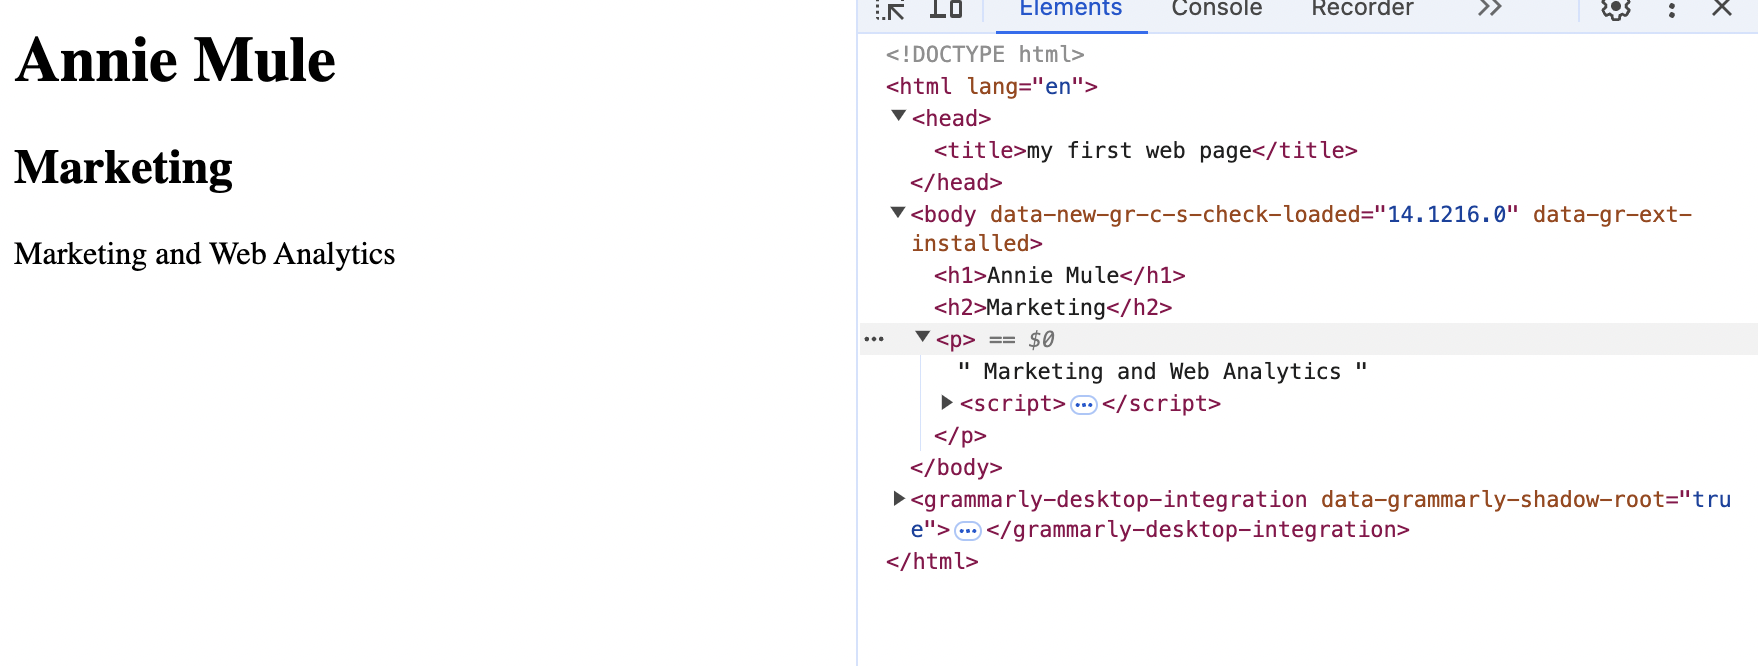 Annie Mule
Marketing
Marketing and Web Analytics
Elements Console Recorder
<!DOCTYPE html>
<html lang="en">
<head>
<title>my first web page</title>
</head>
<body data-new-gr-c-s-check-loaded="14.1216.0" data-gr-ext-
installed>
<h1>Annie Mule</h1>
<h2>Marketing</h2>
<p> == $0
" Marketing and Web Analytics "
<script>…</script>
</p>
</body>
<grammarly-desktop-integration data-grammarly-shadow-root="tru
e">…</grammarly-desktop-integration>
</html>